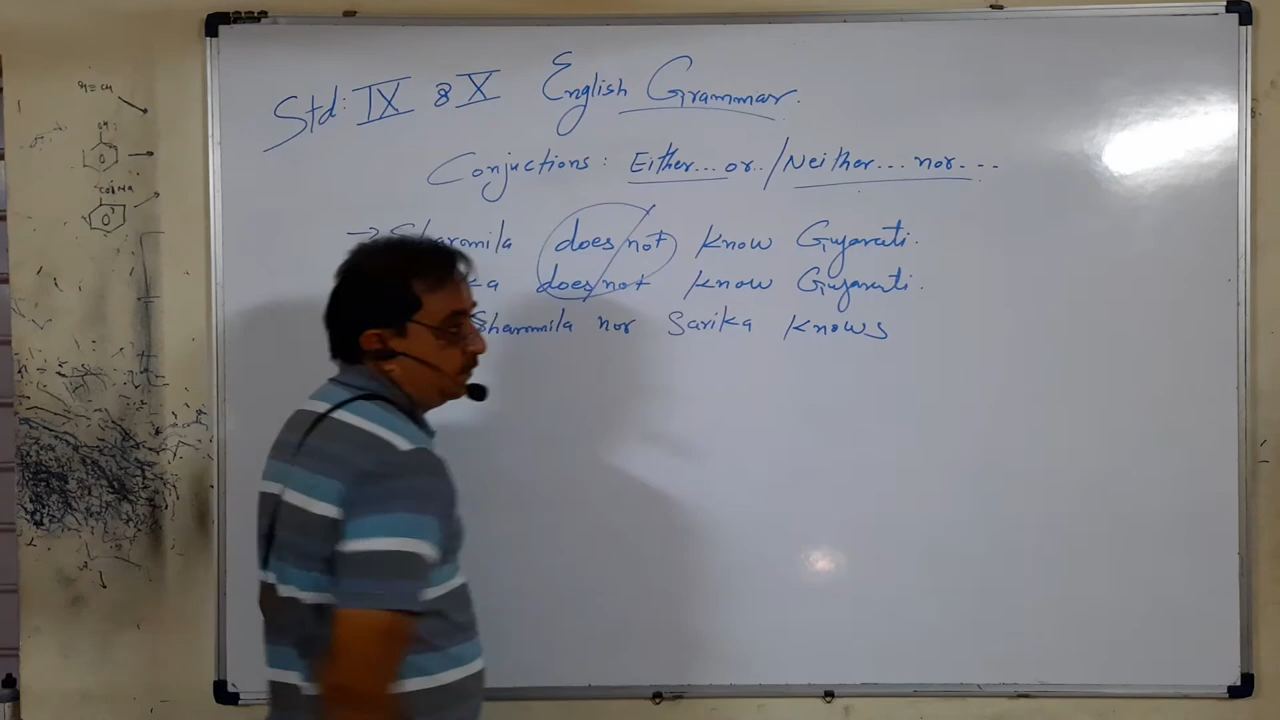 Std: IX & X English Grammar.
Conjuctions: Either...or../Neither...nor....
→ Sharmila does not know Gujarati.
does not know Gujarati.
Sharmila nor Sarika knows